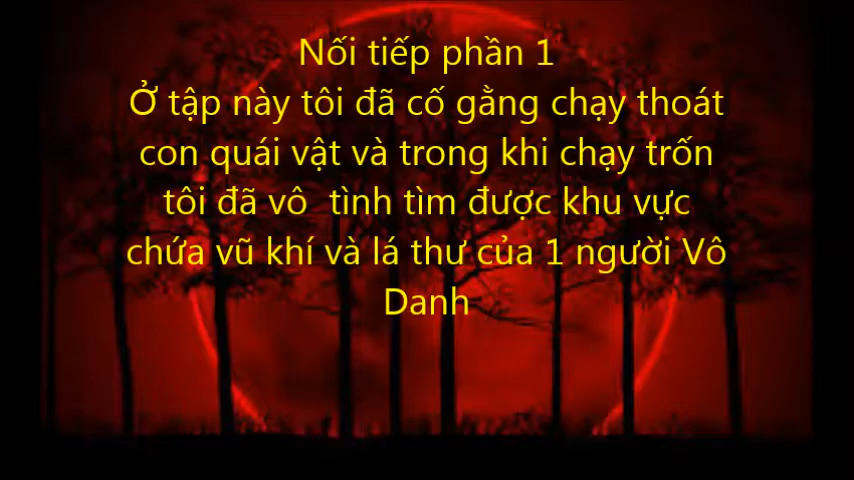 Nối tiếp phần 1
Ở tập này tôi đã cố gằng chạy thoát
con quái vật và trong khi chạy trốn
tôi đã vô  tình tìm được khu vực
chứa vũ khí và lá thư của 1 người Vô
Danh